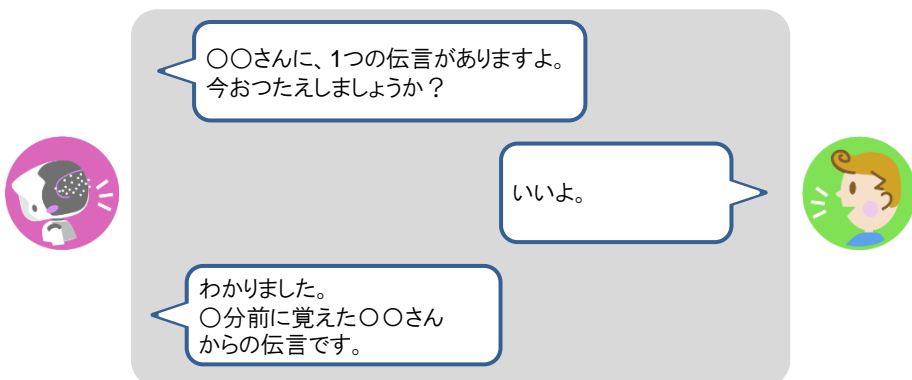 〇〇さんに、1つの伝言がありますよ。
今おつたえしましょうか？
いいよ。
わかりました。
〇分前に覚えた〇〇さん
からの伝言です。